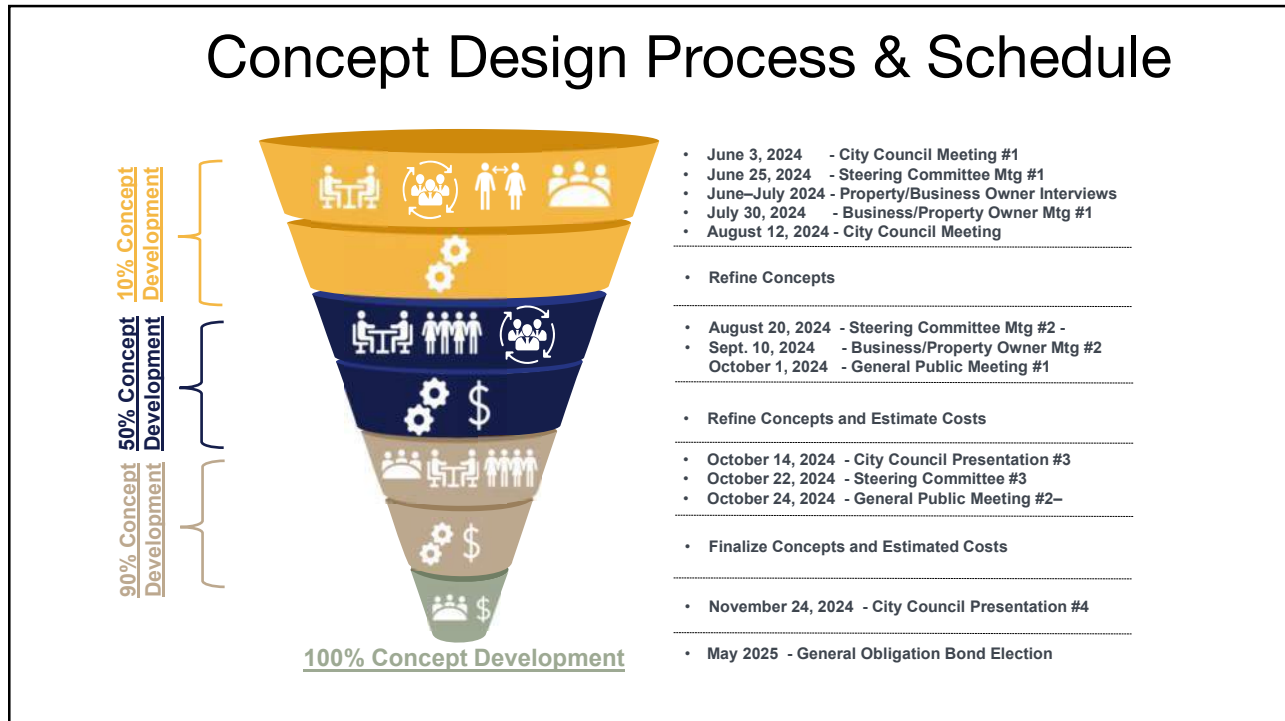 Concept Design Process & Schedule
10% Concept
Development
50% Concept
Development
90% Concept
Development
100% Concept Development
$
$
$
• June 3, 2024 - City Council Meeting #1
• June 25, 2024 - Steering Committee Mtg #1
• June–July 2024 - Property/Business Owner Interviews
• July 30, 2024 - Business/Property Owner Mtg #1
• August 12, 2024 - City Council Meeting
• Refine Concepts
• August 20, 2024 - Steering Committee Mtg #2 -
• Sept. 10, 2024 - Business/Property Owner Mtg #2
October 1, 2024 - General Public Meeting #1
• Refine Concepts and Estimate Costs
• October 14, 2024 - City Council Presentation #3
• October 22, 2024 - Steering Committee #3
• October 24, 2024 - General Public Meeting #2–
• Finalize Concepts and Estimated Costs
• November 24, 2024 - City Council Presentation #4
• May 2025 - General Obligation Bond Election